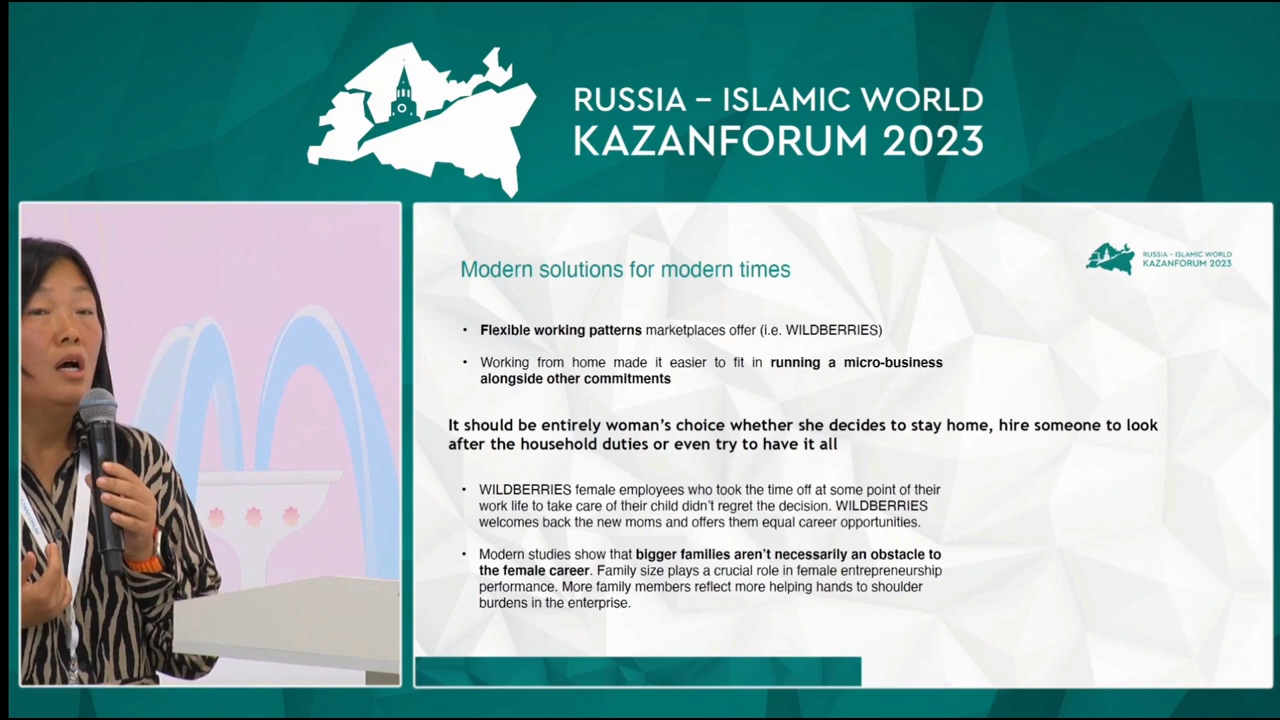 RUSSIA – ISLAMIC WORLD
KAZANFORUM 2023
Modern solutions for modern times
RUSSIA – ISLAMIC WORLD
KAZANFORUM 2023
• Flexible working patterns marketplaces offer (i.e. WILDBERRIES)
• Working from home made it easier to fit in running a micro-business
alongside other commitments
It should be entirely woman's choice whether she decides to stay home, hire someone to look
after the household duties or even try to have it all
• WILDBERRIES female employees who took the time off at some point of their
work life to take care of their child didn't regret the decision. WILDBERRIES
welcomes back the new moms and offers them equal career opportunities.
• Modern studies show that bigger families aren't necessarily an obstacle to
the female career. Family size plays a crucial role in female entrepreneurship
performance. More family members reflect more helping hands to shoulder
burdens in the enterprise.